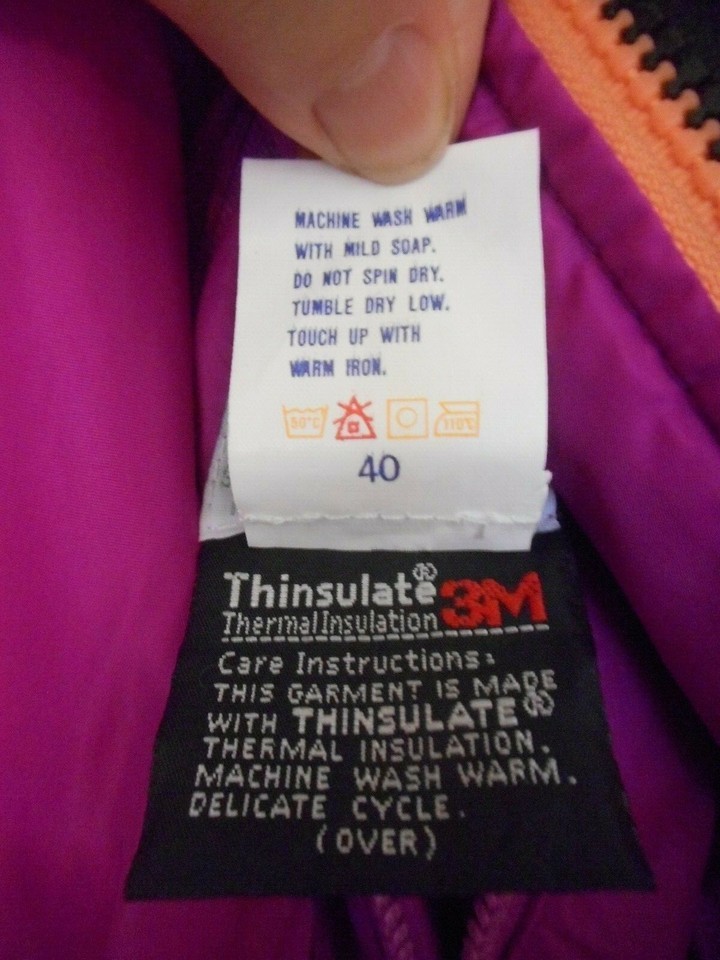 MACHINE WASH WARM
WITH MILD SOAP.
DO NOT SPIN DRY.
TUMBLE DRY LOW.
TOUCH UP WITH
WARM IRON.
50°C 110°C
40
Thinsulate® 3M
Thermal Insulation
Care Instructions:
THIS GARMENT IS MADE
WITH THINSULATE®
THERMAL INSULATION.
MACHINE WASH WARM.
DELICATE CYCLE.
(OVER)